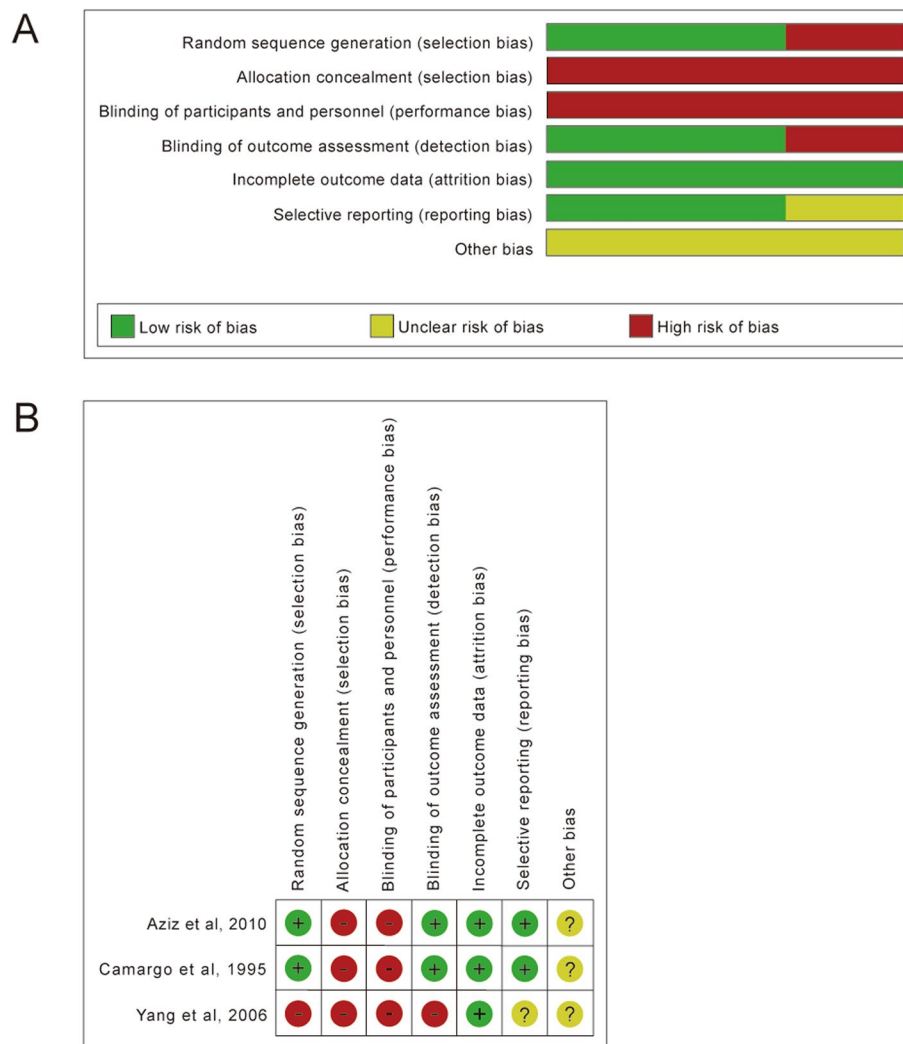 A
Random sequence generation (selection bias)
Allocation concealment (selection bias)
Blinding of participants and personnel (performance bias)
Blinding of outcome assessment (detection bias)
Incomplete outcome data (attrition bias)
Selective reporting (reporting bias)
Other bias
Low risk of bias
Unclear risk of bias
High risk of bias
B
Random sequence generation (selection bias)
Allocation concealment (selection bias)
Blinding of participants and personnel (performance bias)
Blinding of outcome assessment (detection bias)
Incomplete outcome data (attrition bias)
Selective reporting (reporting bias)
Other bias
Aziz et al, 2010 + - - + + + ?
Camargo et al, 1995 + - - + + + ?
Yang et al, 2006 - - - - + ? ?